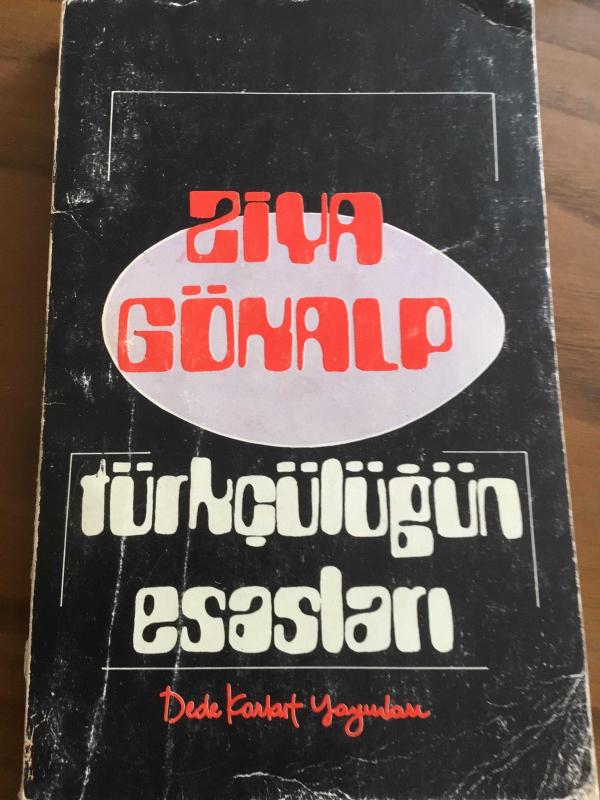 ZİYA
GÖKALP
türkçülüğün
esasları
Dede Korkut Yayınları